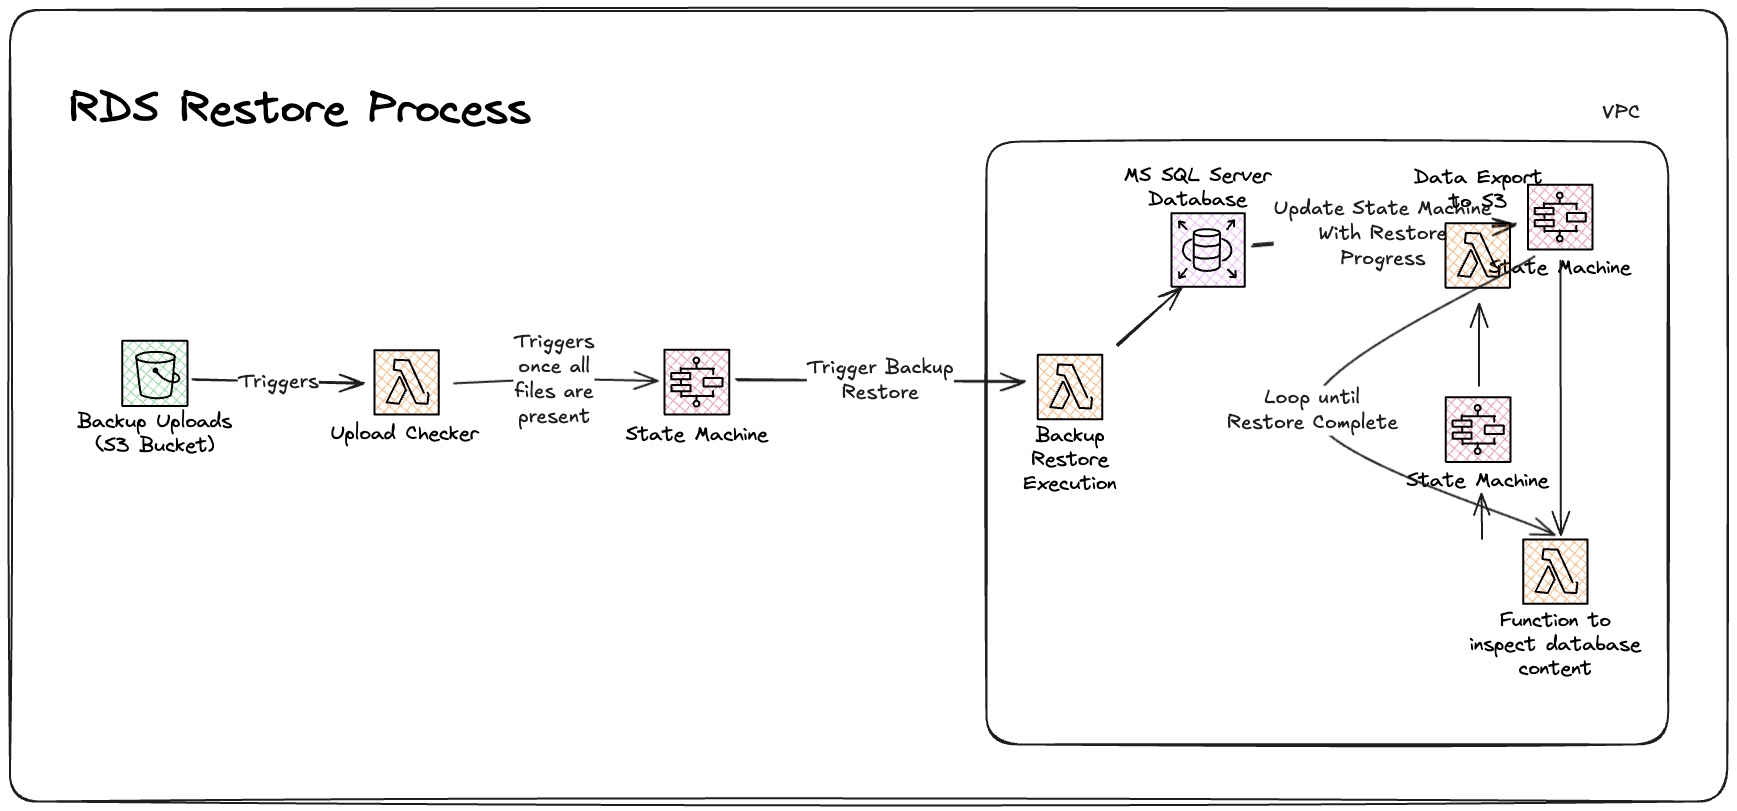 RDS Restore Process
VPC
Backup Uploads
(S3 Bucket)
Triggers
Upload Checker
Triggers
once all
files are
present
State Machine
Trigger Backup
Restore
Backup
Restore
Execution
MS SQL Server
Database
Update State Machine
With Restore
Progress
Data Export
to S3
State Machine
Loop until
Restore Complete
State Machine
Function to
inspect database
content